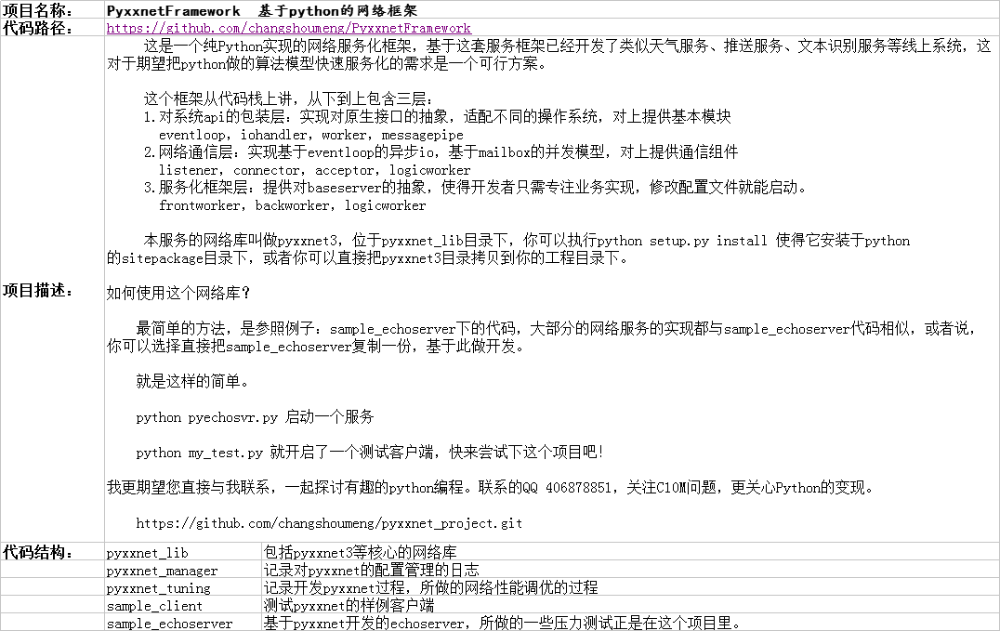 项目名称： PyxxnetFramework  基于python的网络框架
代码路径： https://github.com/changshoumeng/PyxxnetFramework
这是一个纯Python实现的网络服务化框架，基于这套服务框架已经开发了类似天气服务、推送服务、文本识别服务等线上系统，这
对于期望把python做的算法模型快速服务化的需求是一个可行方案。
这个框架从代码栈上讲，从下到上包含三层：
1.对系统api的包装层：实现对原生接口的抽象，适配不同的操作系统，对上提供基本模块
eventloop，iohandler，worker，messagepipe
2.网络通信层：实现基于eventloop的异步io，基于mailbox的并发模型，对上提供通信组件
listener，connector，acceptor，logicworker
3.服务化框架层：提供对baseserver的抽象，使得开发者只需专注业务实现，修改配置文件就能启动。
frontworker，backworker，logicworker
本服务的网络库叫做pyxxnet3，位于pyxxnet_lib目录下，你可以执行python setup.py install 使得它安装于python
的sitepackage目录下，或者你可以直接把pyxxnet3目录拷贝到你的工程目录下。
项目描述： 如何使用这个网络库？
最简单的方法，是参照例子：sample_echoserver下的代码，大部分的网络服务的实现都与sample_echoserver代码相似，或者说，
你可以选择直接把sample_echoserver复制一份，基于此做开发。
就是这样的简单。
python pyechosvr.py 启动一个服务
python my_test.py 就开启了一个测试客户端，快来尝试下这个项目吧！
我更期望您直接与我联系，一起探讨有趣的python编程。联系的QQ 406878851，关注C10M问题，更关心Python的变现。
https://github.com/changshoumeng/pyxxnet_project.git
代码结构： pyxxnet_lib 包括pyxxnet3等核心的网络库
pyxxnet_manager 记录对pyxxnet的配置管理的日志
pyxxnet_tuning 记录开发pyxxnet过程，所做的网络性能调优的过程
sample_client 测试pyxxnet的样例客户端
sample_echoserver 基于pyxxnet开发的echoserver，所做的一些压力测试正是在这个项目里。